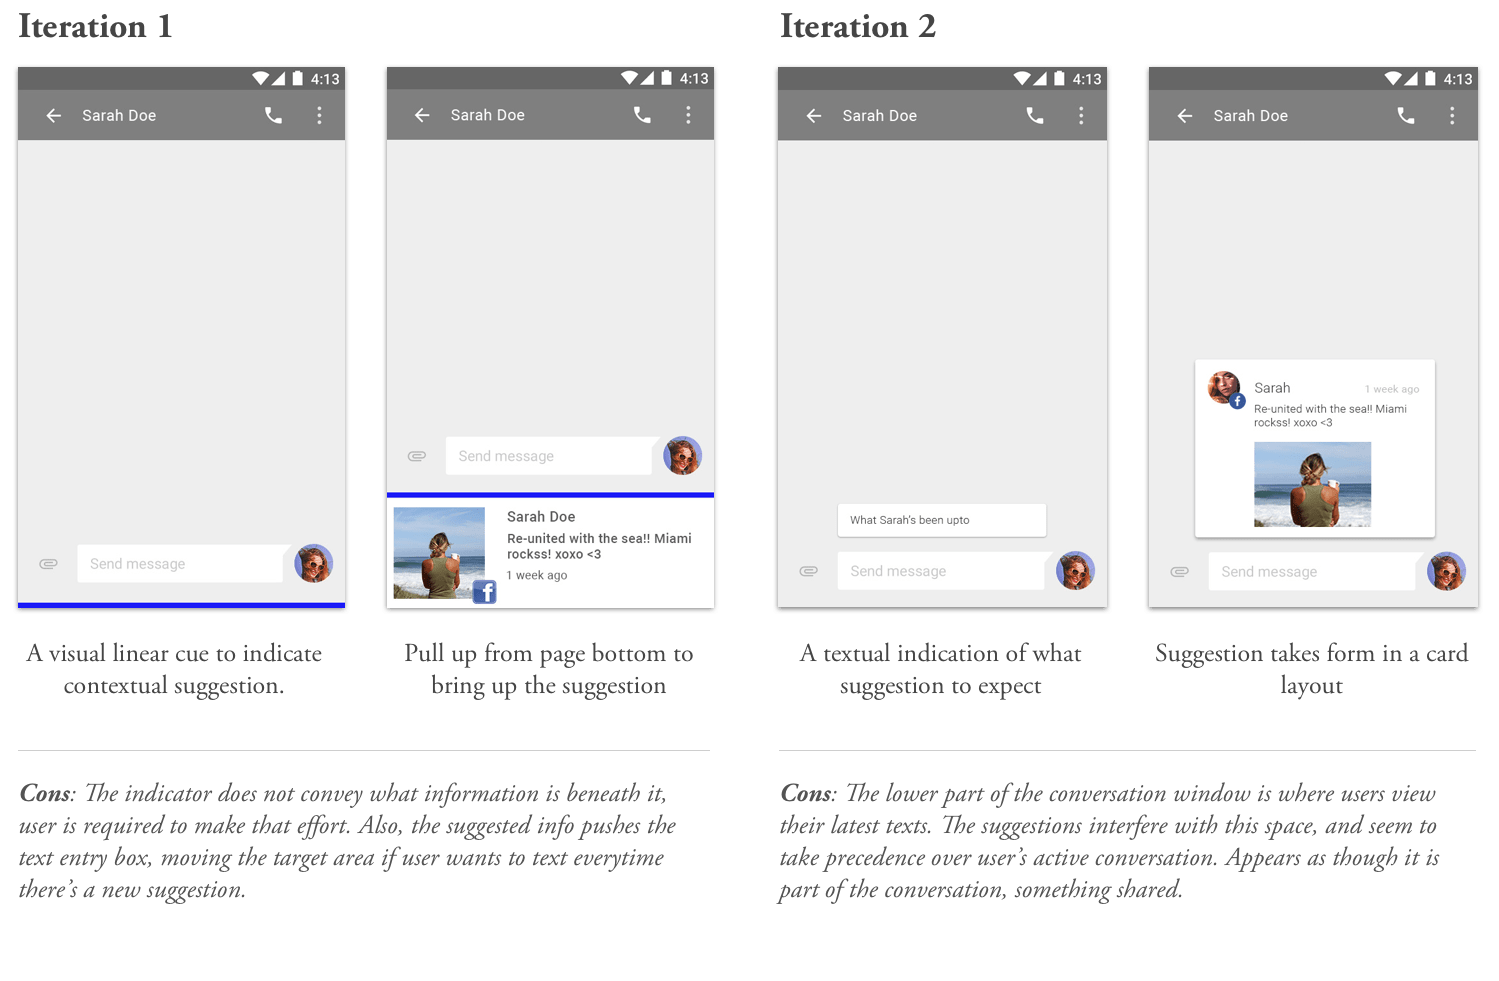 Iteration 1
4:13
Sarah Doe
Send message
A visual linear cue to indicate
contextual suggestion.
4:13
Sarah Doe
Send message
Sarah Doe
Re-united with the sea!! Miami
rockss! xoxo <3
1 week ago
f
Pull up from page bottom to
bring up the suggestion
Cons: The indicator does not convey what information is beneath it,
user is required to make that effort. Also, the suggested info pushes the
text entry box, moving the target area if user wants to text everytime
there's a new suggestion.
Iteration 2
4:13
Sarah Doe
What Sarah's been upto
Send message
A textual indication of what
suggestion to expect
4:13
Sarah Doe
Sarah
1 week ago
f
Re-united with the sea!! Miami
rockss! xoxo <3
Send message
Suggestion takes form in a card
layout
Cons: The lower part of the conversation window is where users view
their latest texts. The suggestions interfere with this space, and seem to
take precedence over user's active conversation. Appears as though it is
part of the conversation, something shared.